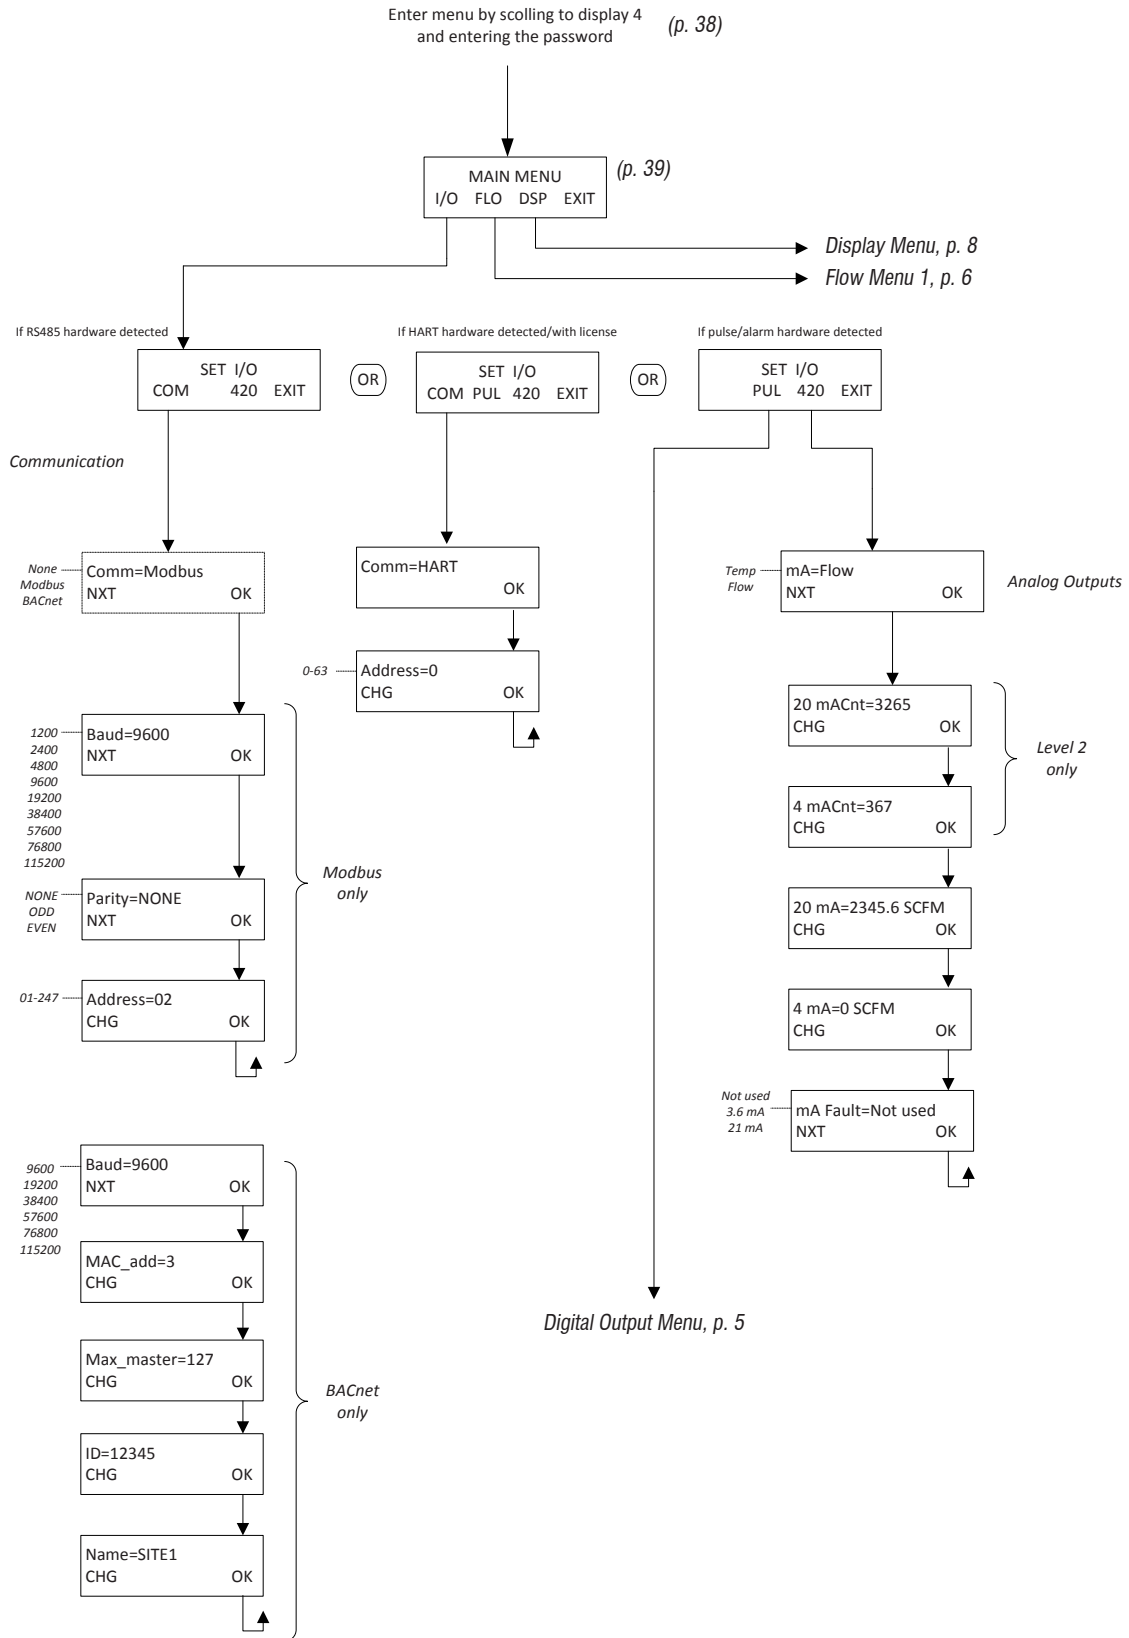 Enter menu by scolling to display 4
and entering the password
(p. 38)
MAIN MENU
I/O FLO DSP EXIT
(p. 39)
Display Menu, p. 8
Flow Menu 1, p. 6
If RS485 hardware detected
SET I/O
COM 420 EXIT
OR
If HART hardware detected/with license
SET I/O
COM PUL 420 EXIT
OR
If pulse/alarm hardware detected
SET I/O
PUL 420 EXIT
Communication
None
Modbus
BACnet
Comm=Modbus
NXT OK
1200
2400
4800
9600
19200
38400
57600
76800
115200
Baud=9600
NXT OK
NONE
ODD
EVEN
Parity=NONE
NXT OK
01-247
Address=02
CHG OK
Modbus
only
9600
19200
38400
57600
76800
115200
Baud=9600
NXT OK
MAC_add=3
CHG OK
Max_master=127
CHG OK
ID=12345
CHG OK
Name=SITE1
CHG OK
BACnet
only
Comm=HART
OK
0-63
Address=0
CHG OK
Temp
Flow
mA=Flow
NXT OK
Analog Outputs
20 mACnt=3265
CHG OK
4 mACnt=367
CHG OK
Level 2
only
20 mA=2345.6 SCFM
CHG OK
4 mA=0 SCFM
CHG OK
Not used
3.6 mA
21 mA
mA Fault=Not used
NXT OK
Digital Output Menu, p. 5